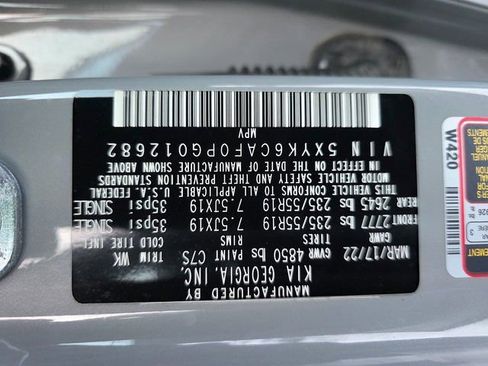 MANUFACTURED BY
KIA GEORGIA, INC.
MAR/17/22 GVWR 4850 lbs PAINT C7S TRIM WK
GAWR TIRES RIMS
FRONT 2777 lbs 235/55R19 7.5JX19 35psi SINGLE
REAR 2645 lbs 235/55R19 7.5JX19 35psi SINGLE
THIS VEHICLE CONFORMS TO ALL APPLICABLE U.S.A. FEDERAL
MOTOR VEHICLE SAFETY AND THEFT PREVENTION STANDARDS
IN EFFECT ON THE DATE OF MANUFACTURE SHOWN ABOVE.
VIN 5XYK6CAF0PG012682
MPV
W420